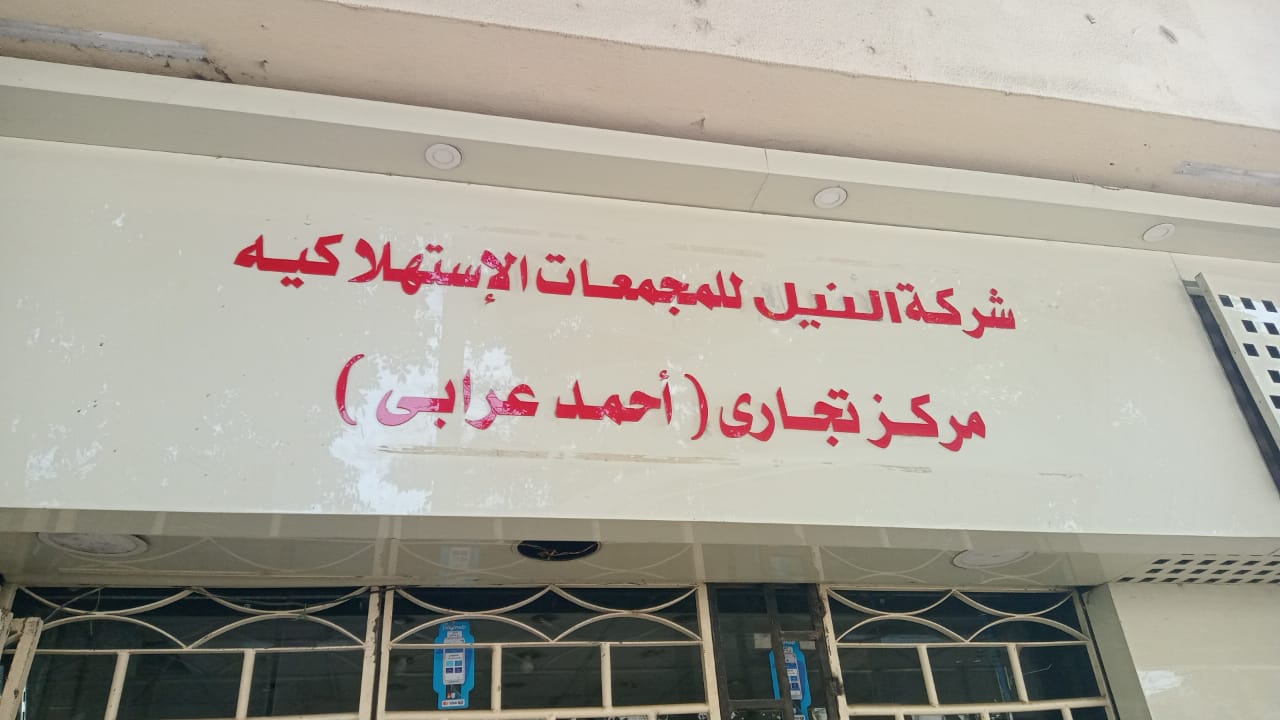 شركة النيل للمجمعات الإستهلاكيه
مركز تجارى ( أحمد عرابى )